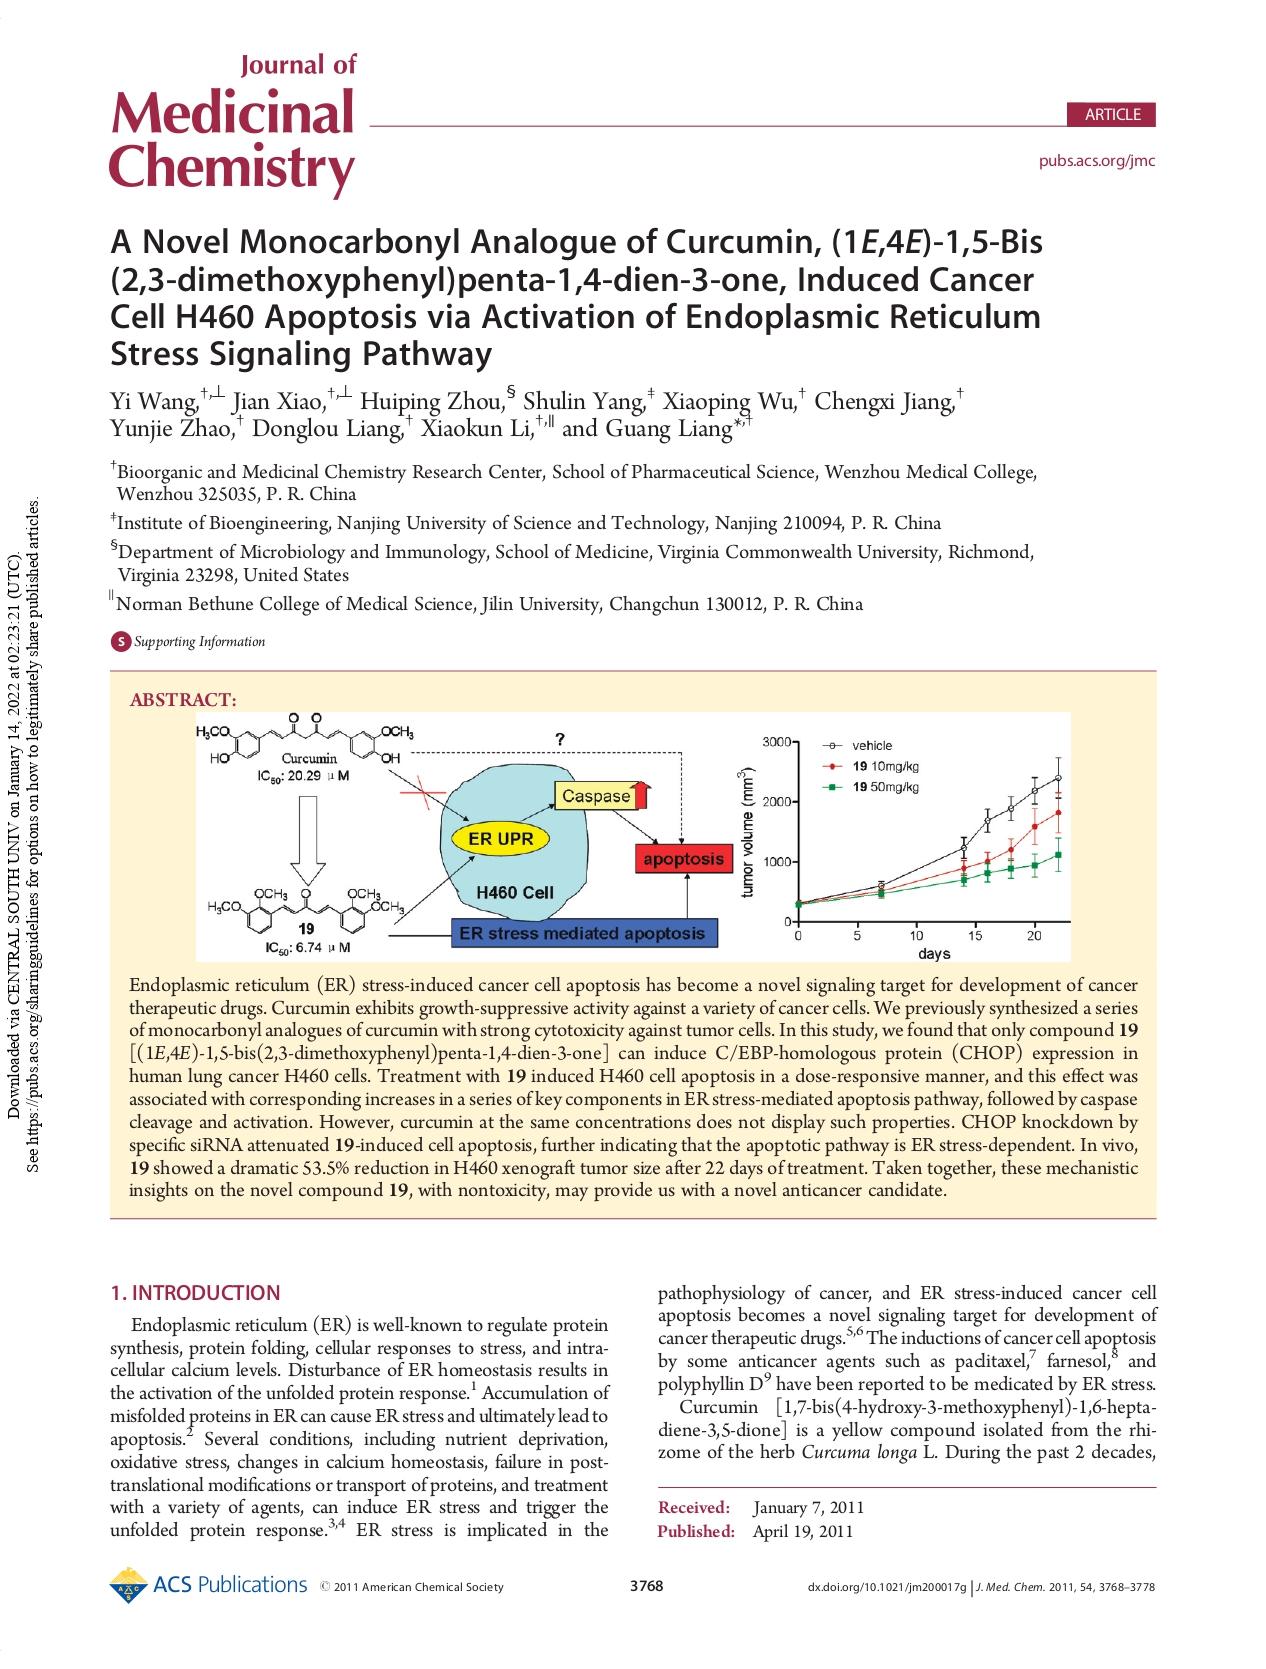 Journal of
Medicinal
Chemistry
ARTICLE
pubs.acs.org/jmc
A Novel Monocarbonyl Analogue of Curcumin, (1E,4E)-1,5-Bis
(2,3-dimethoxyphenyl)penta-1,4-dien-3-one, Induced Cancer
Cell H460 Apoptosis via Activation of Endoplasmic Reticulum
Stress Signaling Pathway
Yi Wang,†,⊥ Jian Xiao,†,⊥ Huiping Zhou,§ Shulin Yang,‡ Xiaoping Wu,† Chengxi Jiang,†
Yunjie Zhao,† Donglou Liang,† Xiaokun Li,†,∥ and Guang Liang*,†
†Bioorganic and Medicinal Chemistry Research Center, School of Pharmaceutical Science, Wenzhou Medical College,
Wenzhou 325035, P. R. China
‡Institute of Bioengineering, Nanjing University of Science and Technology, Nanjing 210094, P. R. China
§Department of Microbiology and Immunology, School of Medicine, Virginia Commonwealth University, Richmond,
Virginia 23298, United States
∥Norman Bethune College of Medical Science, Jilin University, Changchun 130012, P. R. China
S Supporting Information
ABSTRACT:
O O
H3CO OCH3
HO Curcumin OH
IC50: 20.29 μM
?
Caspase
ER UPR
apoptosis
H460 Cell
ER stress mediated apoptosis
OCH3 O OCH3
H3CO OCH3
19
IC50: 6.74 μM
tumor volume (mm3)
3000
2000
1000
0
vehicle
19 10mg/kg
19 50mg/kg
0 5 10 15 20
days
Endoplasmic reticulum (ER) stress-induced cancer cell apoptosis has become a novel signaling target for development of cancer
therapeutic drugs. Curcumin exhibits growth-suppressive activity against a variety of cancer cells. We previously synthesized a series
of monocarbonyl analogues of curcumin with strong cytotoxicity against tumor cells. In this study, we found that only compound 19
[(1E,4E)-1,5-bis(2,3-dimethoxyphenyl)penta-1,4-dien-3-one] can induce C/EBP-homologous protein (CHOP) expression in
human lung cancer H460 cells. Treatment with 19 induced H460 cell apoptosis in a dose-responsive manner, and this effect was
associated with corresponding increases in a series of key components in ER stress-mediated apoptosis pathway, followed by caspase
cleavage and activation. However, curcumin at the same concentrations does not display such properties. CHOP knockdown by
specific siRNA attenuated 19-induced cell apoptosis, further indicating that the apoptotic pathway is ER stress-dependent. In vivo,
19 showed a dramatic 53.5% reduction in H460 xenograft tumor size after 22 days of treatment. Taken together, these mechanistic
insights on the novel compound 19, with nontoxicity, may provide us with a novel anticancer candidate.
1. INTRODUCTION
Endoplasmic reticulum (ER) is well-known to regulate protein
synthesis, protein folding, cellular responses to stress, and intra-
cellular calcium levels. Disturbance of ER homeostasis results in
the activation of the unfolded protein response.1 Accumulation of
misfolded proteins in ER can cause ER stress and ultimately lead to
apoptosis.2 Several conditions, including nutrient deprivation,
oxidative stress, changes in calcium homeostasis, failure in post-
translational modifications or transport of proteins, and treatment
with a variety of agents, can induce ER stress and trigger the
unfolded protein response.3,4 ER stress is implicated in the
pathophysiology of cancer, and ER stress-induced cancer cell
apoptosis becomes a novel signaling target for development of
cancer therapeutic drugs.5,6 The inductions of cancer cell apoptosis
by some anticancer agents such as paditaxel,7 farnesol,8 and
polyphyllin D9 have been reported to be medicated by ER stress.
Curcumin [1,7-bis(4-hydroxy-3-methoxyphenyl)-1,6-hepta-
diene-3,5-dione] is a yellow compound isolated from the rhi-
zome of the herb Curcuma longa L. During the past 2 decades,
Received: January 7, 2011
Published: April 19, 2011
ACS Publications © 2011 American Chemical Society
3768
dx.doi.org/10.1021/jm200017g | J. Med. Chem. 2011, 54, 3768–3778
Downloaded via CENTRAL SOUTH UNIV on January 14, 2022 at 02:23:21 (UTC).
See https://pubs.acs.org/sharingguidelines for options on how to legitimately share published articles.